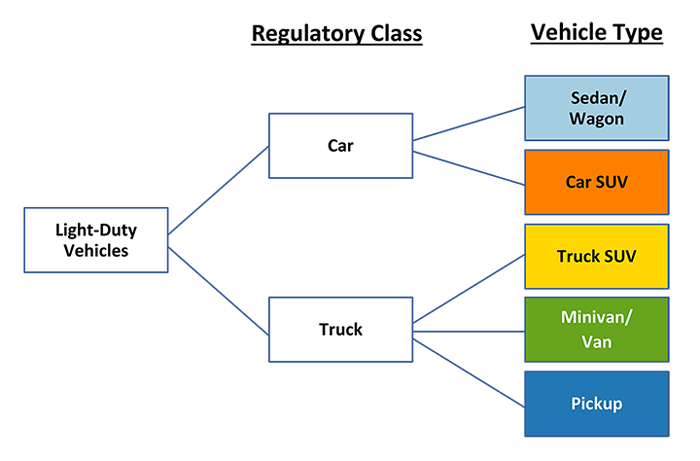 Regulatory Class
Vehicle Type
Light-Duty
Vehicles
Car
Truck
Sedan/
Wagon
Car SUV
Truck SUV
Minivan/
Van
Pickup